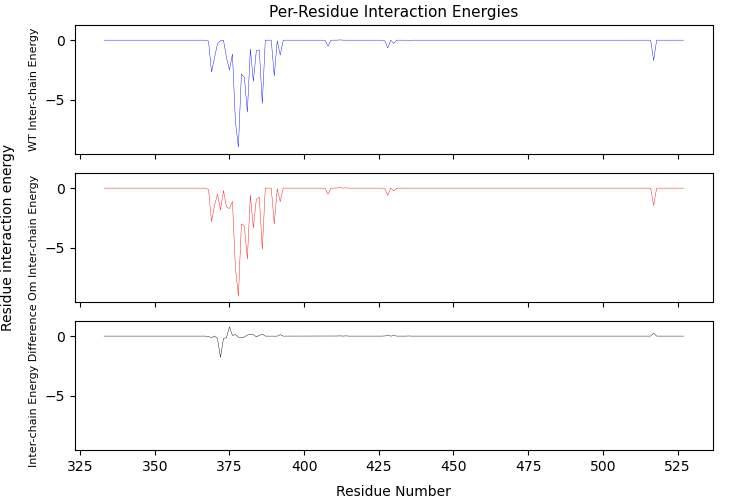 Per-Residue Interaction Energies
Residue interaction energy
WT Inter-chain Energy
0
−5
Om Inter-chain Energy
0
−5
Inter-chain Energy Difference
0
−5
325 350 375 400 425 450 475 500 525
Residue Number